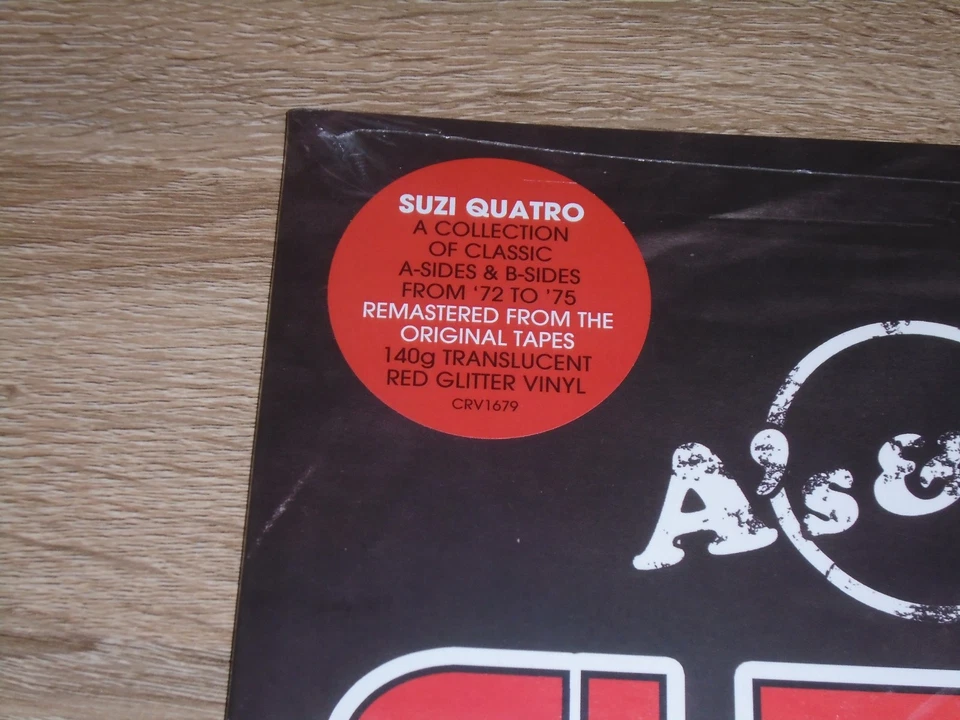 SUZI QUATRO
A COLLECTION
OF CLASSIC
A-SIDES & B-SIDES
FROM '72 TO '75
REMASTERED FROM THE
ORIGINAL TAPES
140g TRANSLUCENT
RED GLITTER VINYL
CRV1679
A's &